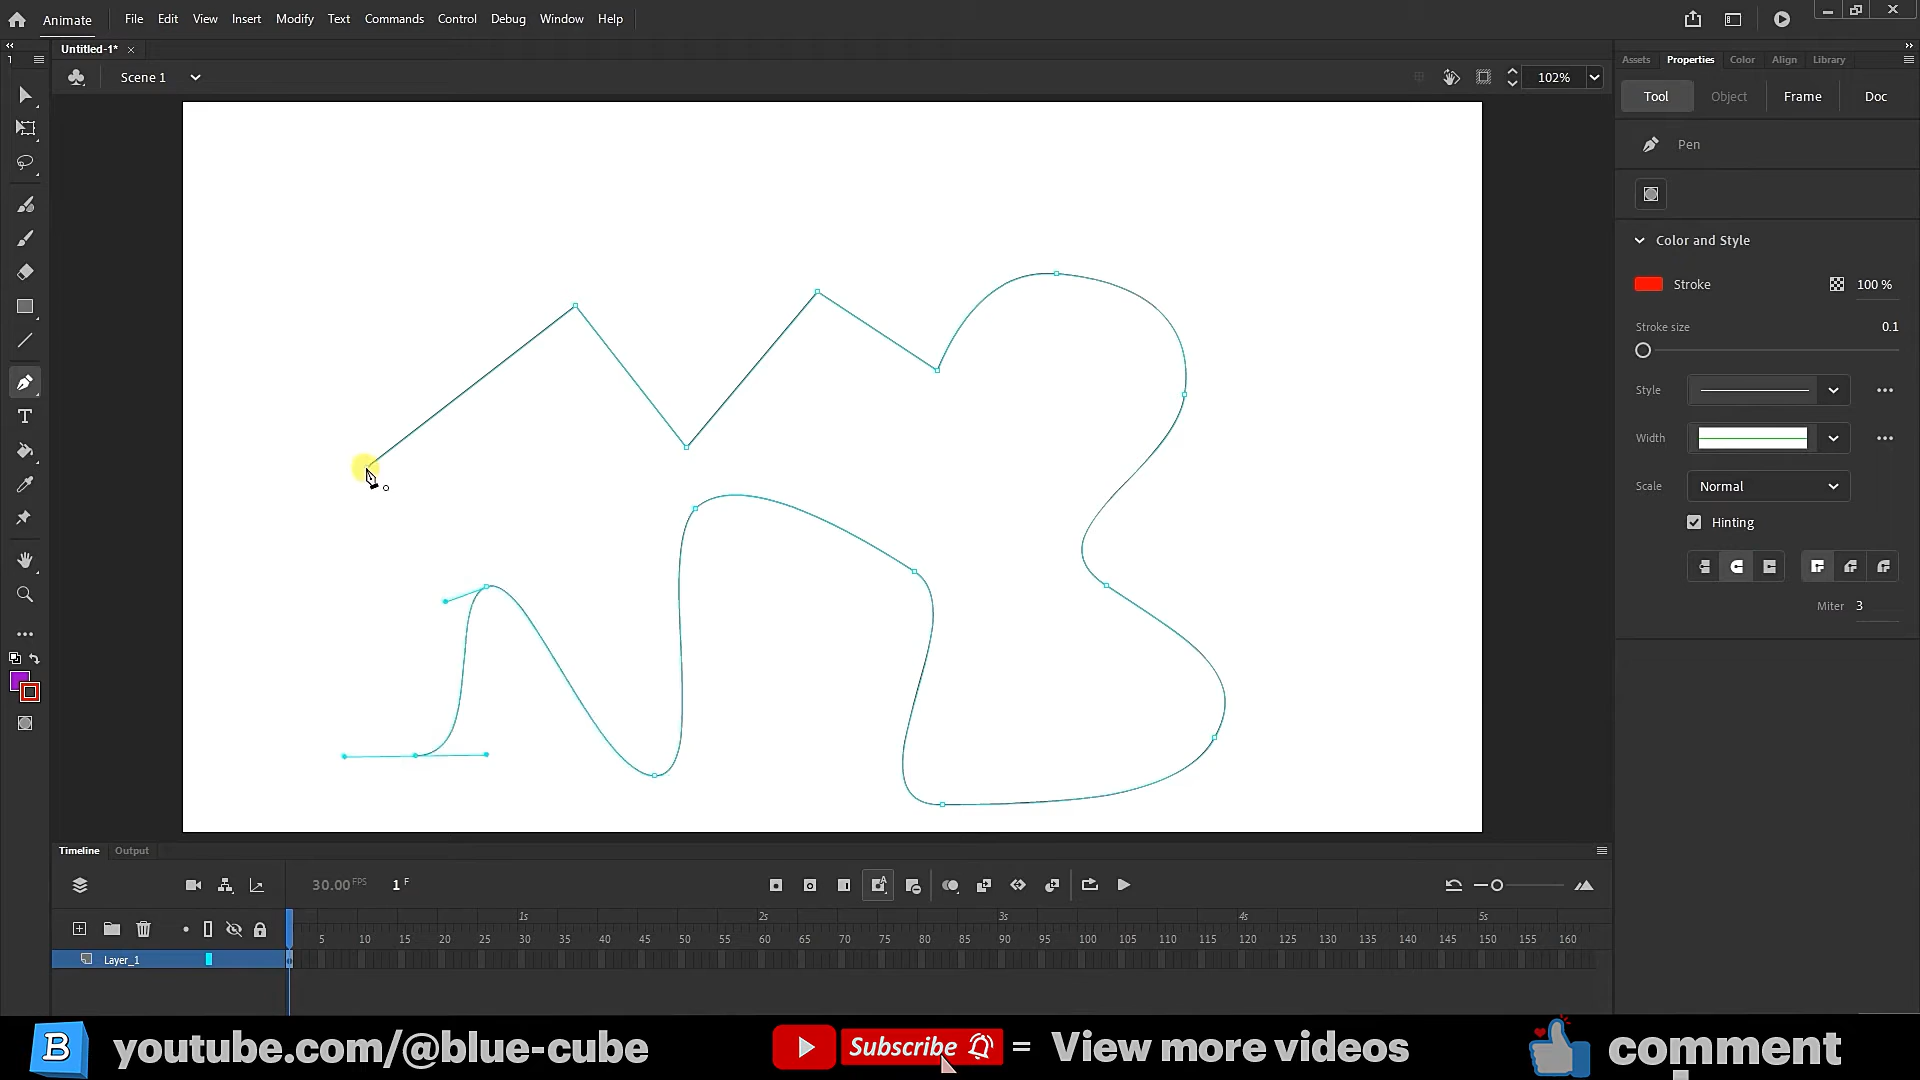 Animate
File Edit View Insert Modify Text Commands Control Debug Window Help
Untitled-1*
Scene 1
102%
Assets Properties Color Align Library
Tool Object Frame Doc
Pen
Color and Style
Stroke 100 %
Stroke size 0.1
Style
Width
Scale Normal
Hinting
Miter 3
Timeline Output
30.00 FPS 1 F
1s 2s 3s 4s 5s
5 10 15 20 25 30 35 40 45 50 55 60 65 70 75 80 85 90 95 100 105 110 115 120 125 130 135 140 145 150 155 160
Layer_1
B youtube.com/@blue-cube Subscribe = View more videos comment